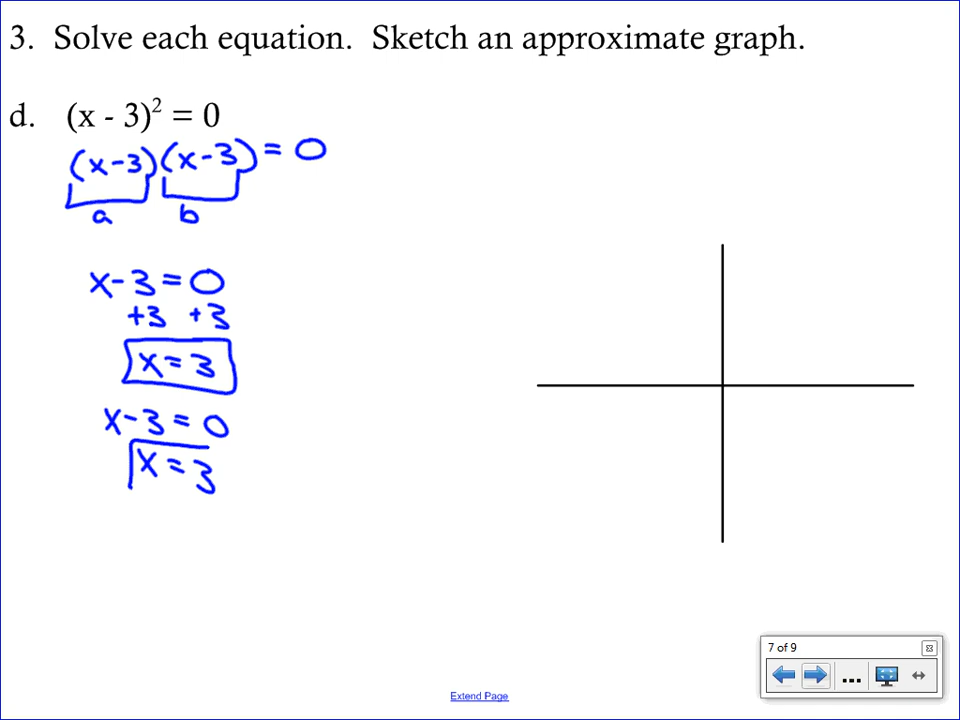 3. Solve each equation. Sketch an approximate graph.
d. (x - 3)² = 0
(x-3)(x-3) = 0
a b
x-3=0
+3 +3
x=3
x-3=0
x=3
7 of 9
...
Extend Page